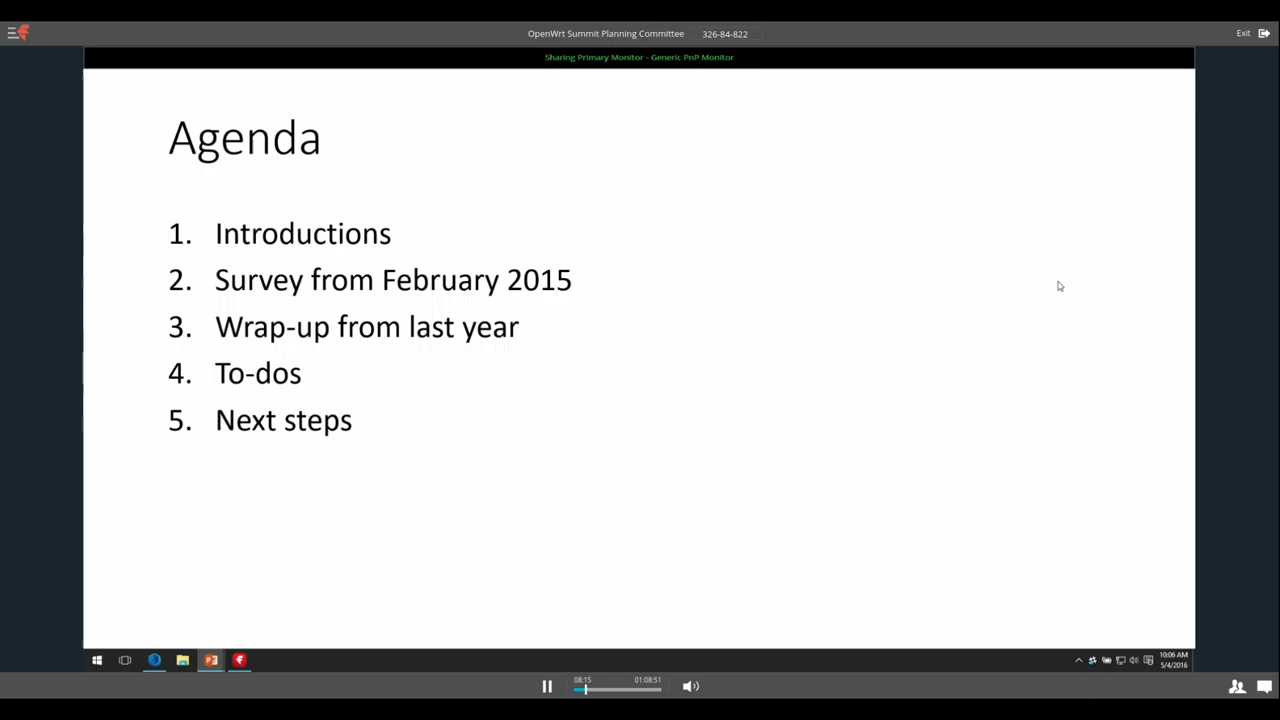 OpenWrt Summit Planning Committee 326-84-822
Exit
Sharing Primary Monitor - Generic PnP Monitor
Agenda
1. Introductions
2. Survey from February 2015
3. Wrap-up from last year
4. To-dos
5. Next steps
10:06 AM
5/4/2016
08:15 01:08:51